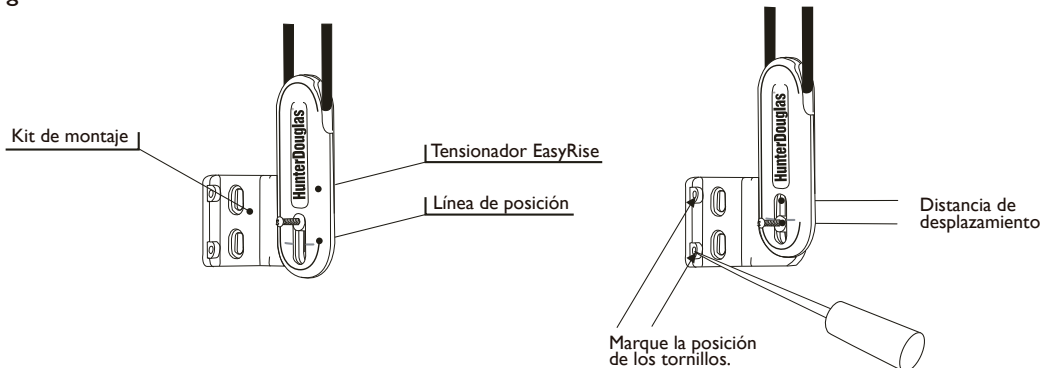 Kit de montaje
HunterDouglas
Tensionador EasyRise
Línea de posición
HunterDouglas
Distancia de
desplazamiento
Marque la posición
de los tornillos.